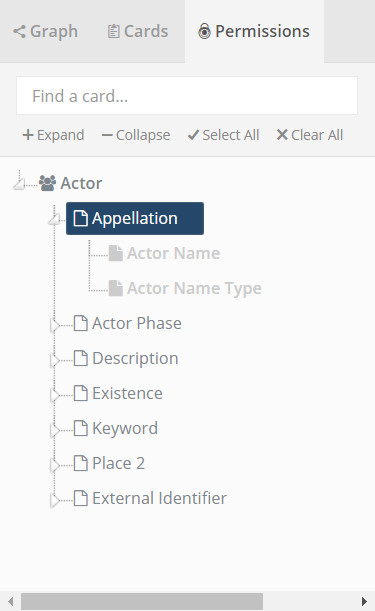 Graph Cards Permissions
Find a card...
Expand Collapse Select All Clear All
Actor
Appellation
Actor Name
Actor Name Type
Actor Phase
Description
Existence
Keyword
Place 2
External Identifier